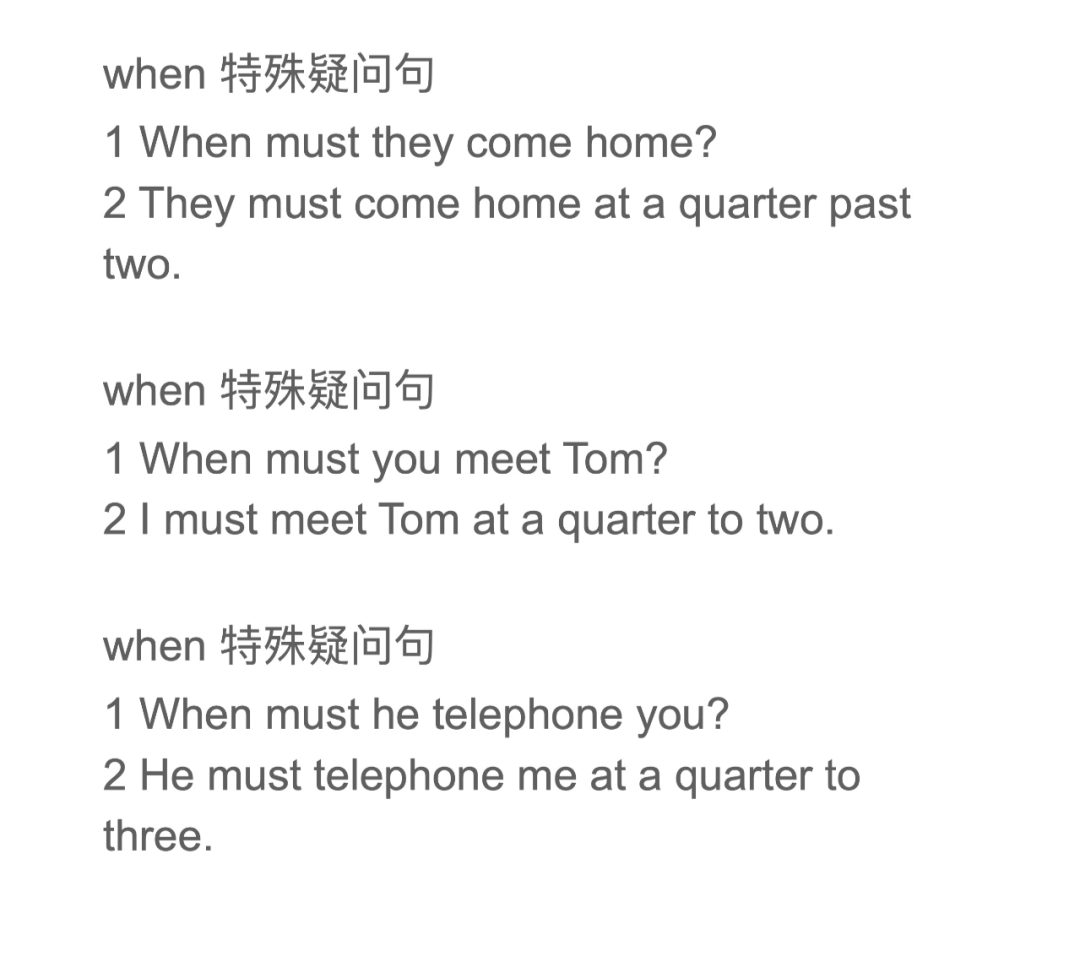 when 特殊疑问句
1 When must they come home?
2 They must come home at a quarter past
two.
when 特殊疑问句
1 When must you meet Tom?
2 I must meet Tom at a quarter to two.
when 特殊疑问句
1 When must he telephone you?
2 He must telephone me at a quarter to
three.